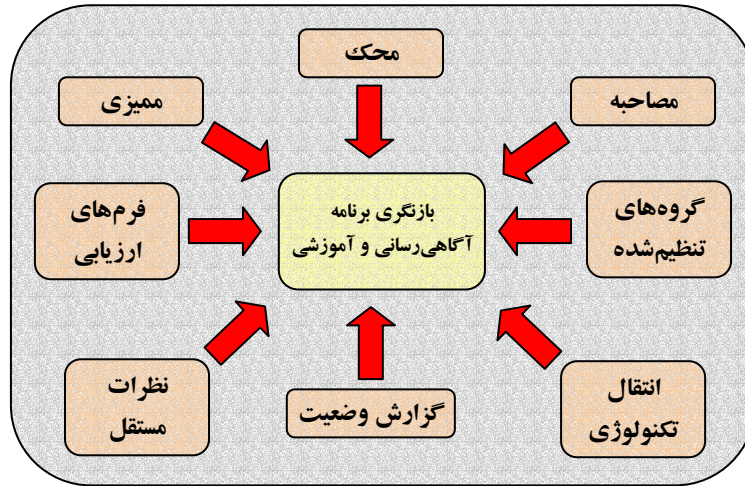 محک
مصاحبه
ممیزی
گروه‌های
تنظیم‌شده
بازنگری برنامه
آگاهی‌رسانی و آموزشی
فرم‌های
ارزیابی
انتقال
تکنولوژی
گزارش وضعیت
نظرات
مستقل